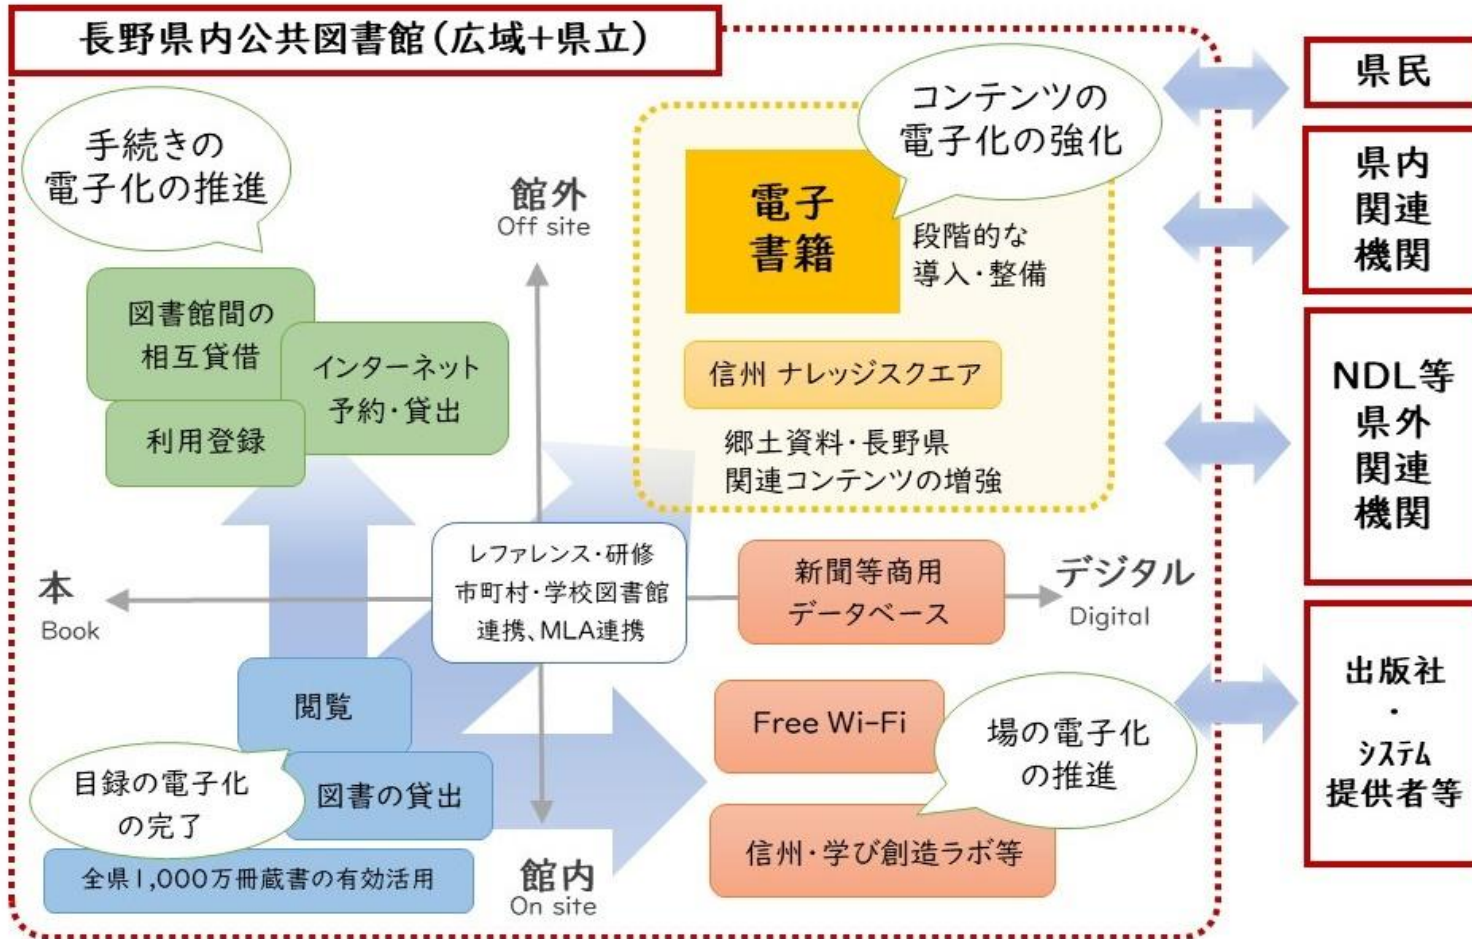 長野県内公共図書館(広域+県立)
手続きの
電子化の推進
館外
Off site
コンテンツの
電子化の強化
電子
書籍
段階的な
導入・整備
図書館間の
相互貸借
インターネット
予約・貸出
利用登録
信州 ナレッジスクエア
郷土資料・長野県
関連コンテンツの増強
レファレンス・研修
市町村・学校図書館
連携、MLA連携
本
Book
新聞等商用
データベース
デジタル
Digital
閲覧
図書の貸出
目録の電子化
の完了
全県1,000万冊蔵書の有効活用
館内
On site
Free Wi-Fi
場の電子化
の推進
信州・学び創造ラボ等
県民
県内
関連
機関
NDL等
県外
関連
機関
出版社
・
システム
提供者等